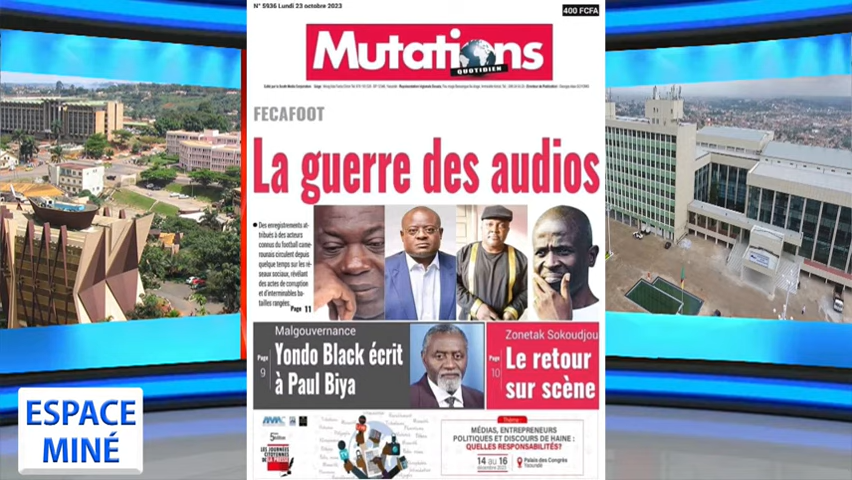 N° 5936 Lundi 23 octobre 2023
400 FCFA
Mutations
QUOTIDIEN
FECAFOOT
La guerre des audios
Des enregistrements at-
tribués à des acteurs
connus du football came-
rounais circulent depuis
quelque temps sur les ré-
seaux sociaux, révélant
des actes de corruption
et d'interminables ba-
tailles rangées.
Page 11
Malgouvernance
Page 9
Yondo Black écrit
à Paul Biya
Zonetak Sokoudjou
Page 10
Le retour
sur scène
ESPACE
MINÉ
LES JOURNÉES
CITOYENNES
MÉDIAS, ENTREPRENEURS
POLITIQUES ET DISCOURS DE HAINE :
QUELLES RESPONSABILITÉS?
14 au 16
Palais des Congrès
Yaoundé